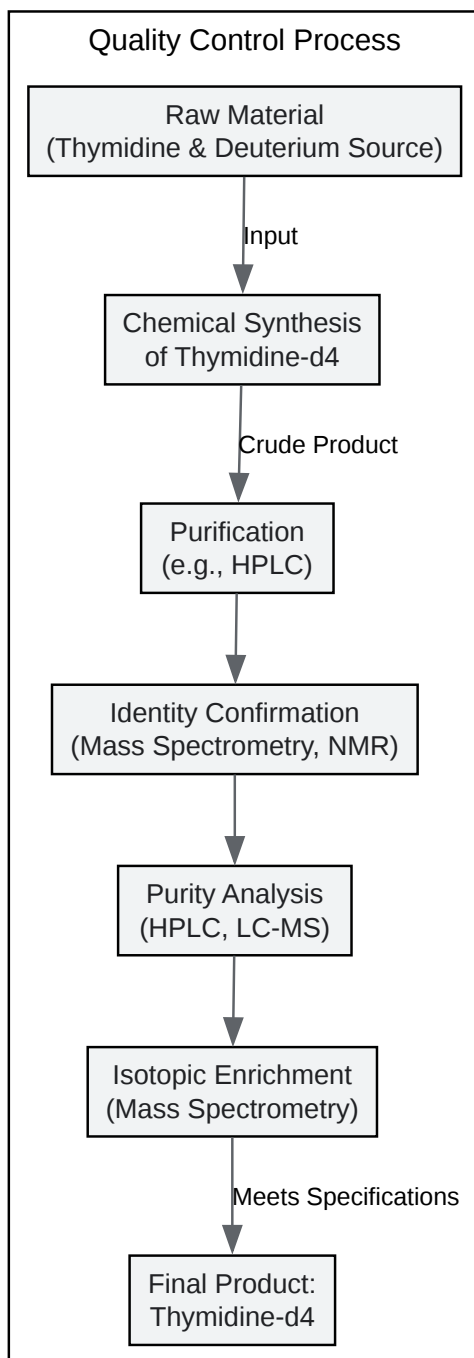 Quality Control Process
Raw Material
(Thymidine & Deuterium Source)
Input
Chemical Synthesis
of Thymidine-d4
Crude Product
Purification
(e.g., HPLC)
Identity Confirmation
(Mass Spectrometry, NMR)
Purity Analysis
(HPLC, LC-MS)
Isotopic Enrichment
(Mass Spectrometry)
Meets Specifications
Final Product:
Thymidine-d4